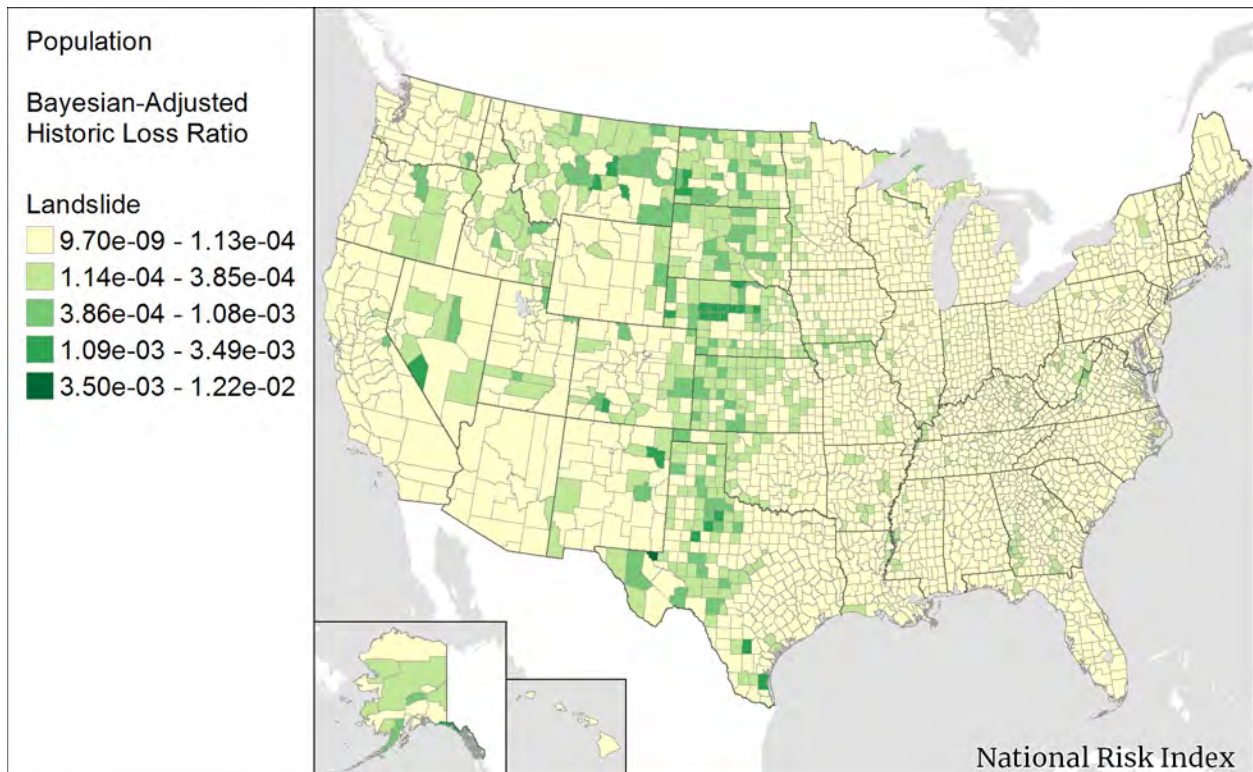 Population
Bayesian-Adjusted
Historic Loss Ratio
Landslide
9.70e-09 - 1.13e-04
1.14e-04 - 3.85e-04
3.86e-04 - 1.08e-03
1.09e-03 - 3.49e-03
3.50e-03 - 1.22e-02
National Risk Index